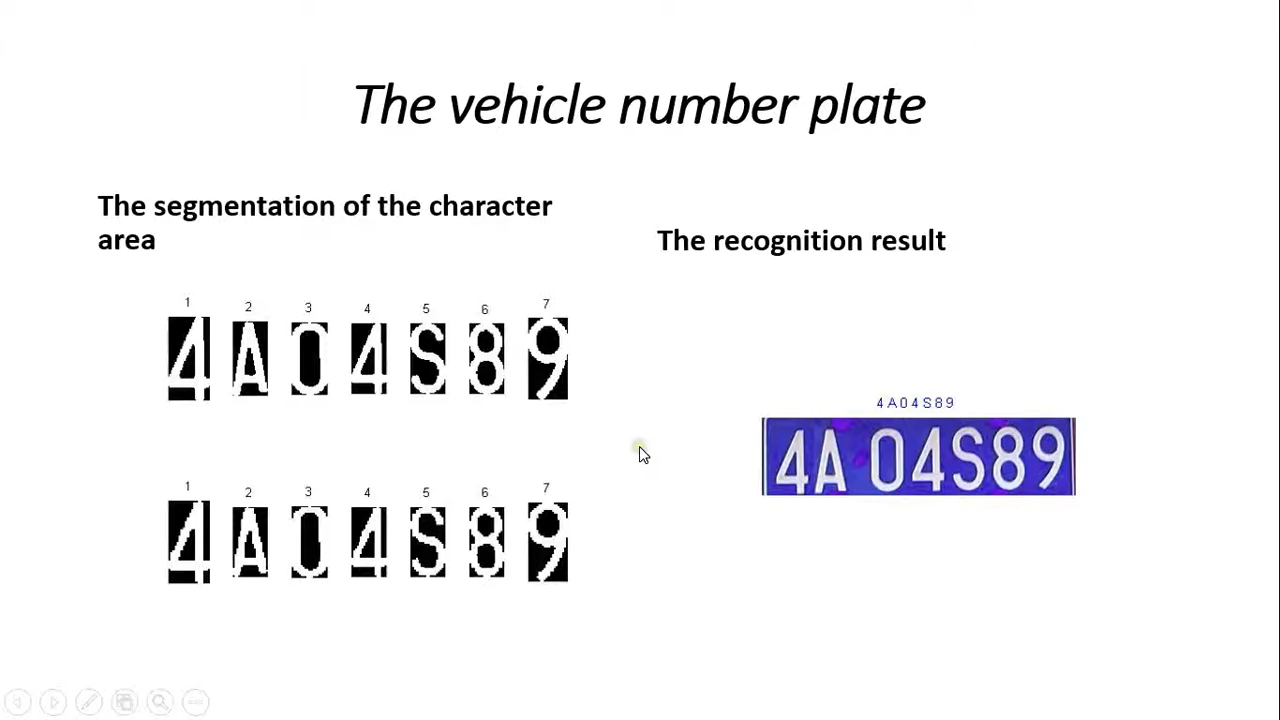 The vehicle number plate
The segmentation of the character
area
1 2 3 4 5 6 7
4 A 0 4 S 8 9
1 2 3 4 5 6 7
4 A 0 4 S 8 9
The recognition result
4A04S89
4A 04S89